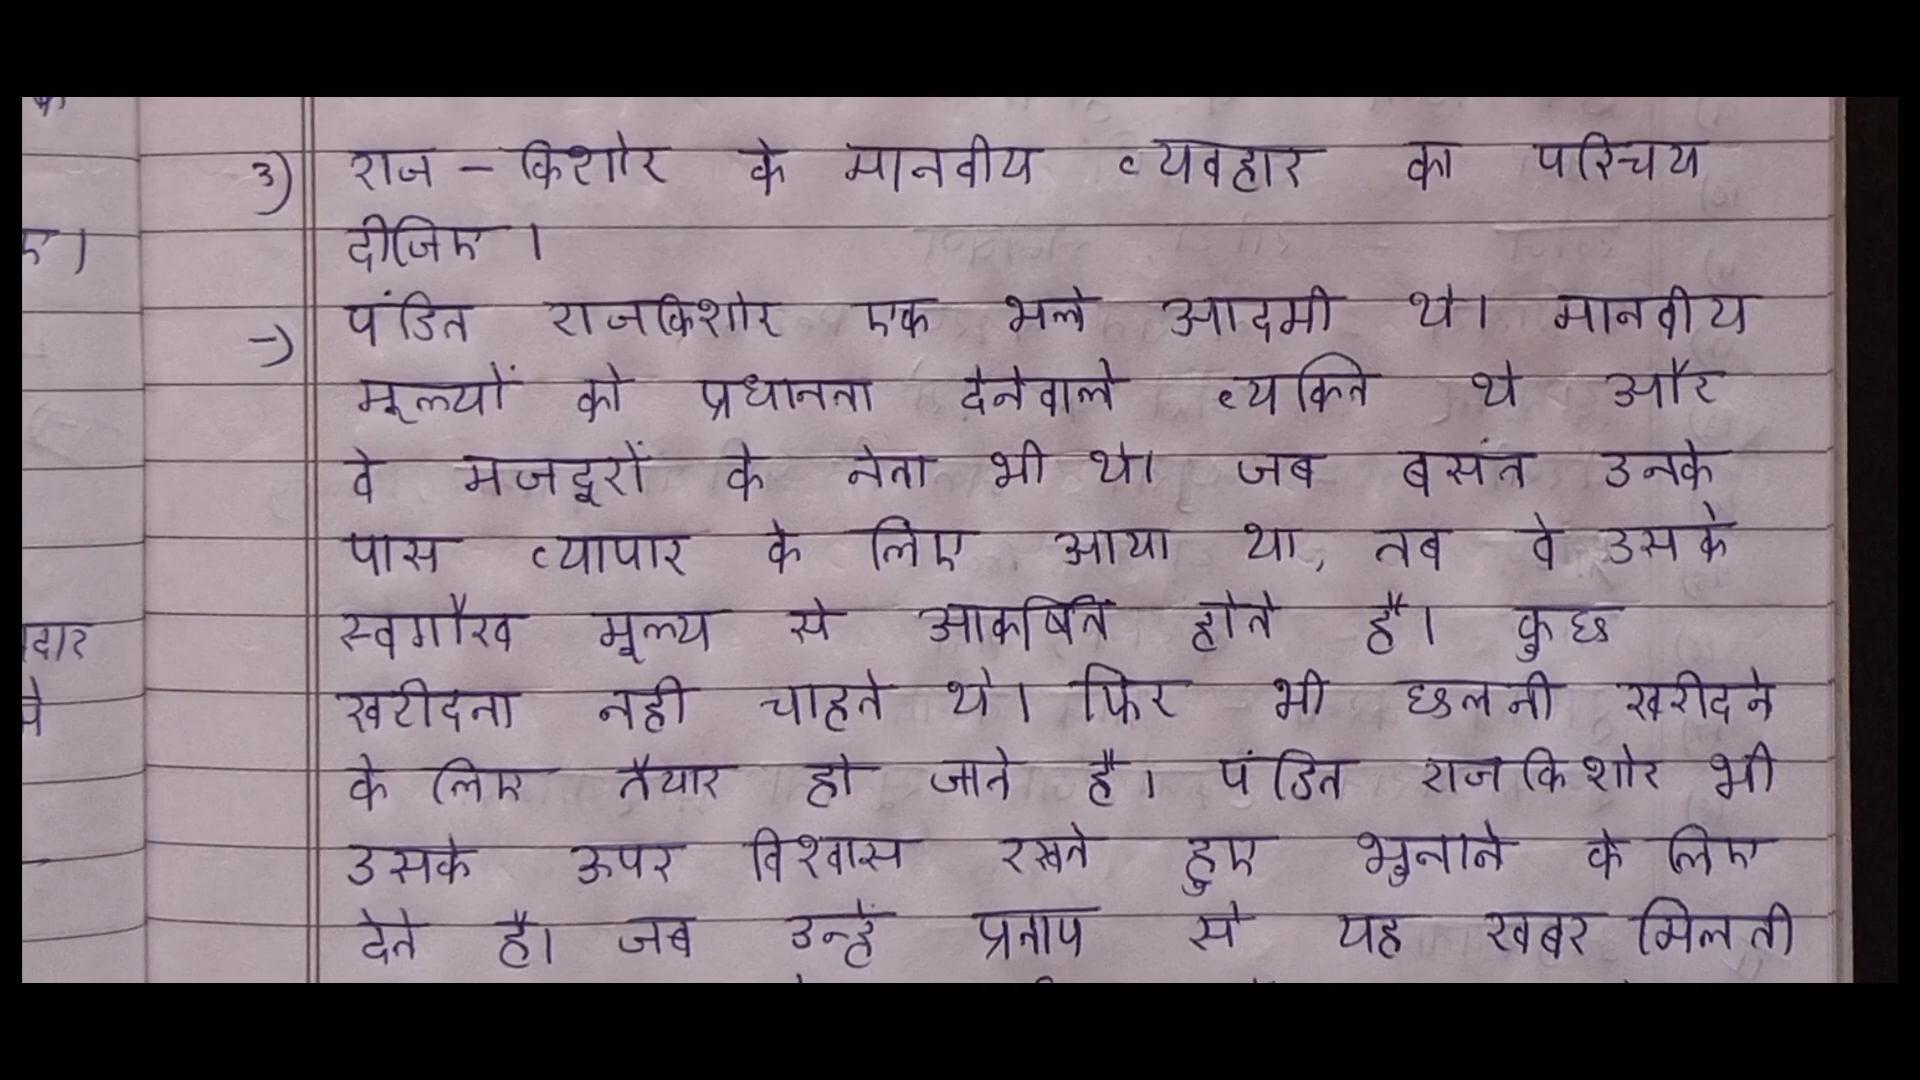 3) राज - किशोर के मानवीय व्यवहार का परिचय
दीजिए।
→) पंडित राजकिशोर एक भले आदमी थे। मानवीय
मूल्यों को प्रधानता देनेवाले व्यक्ति थे और
वे मजदूरों के नेता भी थे। जब बसंत उनके
पास व्यापार के लिए आया था, तब वे उसके
स्वगौरव मूल्य से आकर्षित होते है। कुछ
खरीदना नही चाहते थे। फिर भी छलनी खरीदने
के लिए तैयार हो जाते है। पंडित राजकिशोर भी
उसके ऊपर विश्वास रखते हुए भुनाने के लिए
देते है। जब उन्हें प्रताप से यह खबर मिलती
ए।
दार